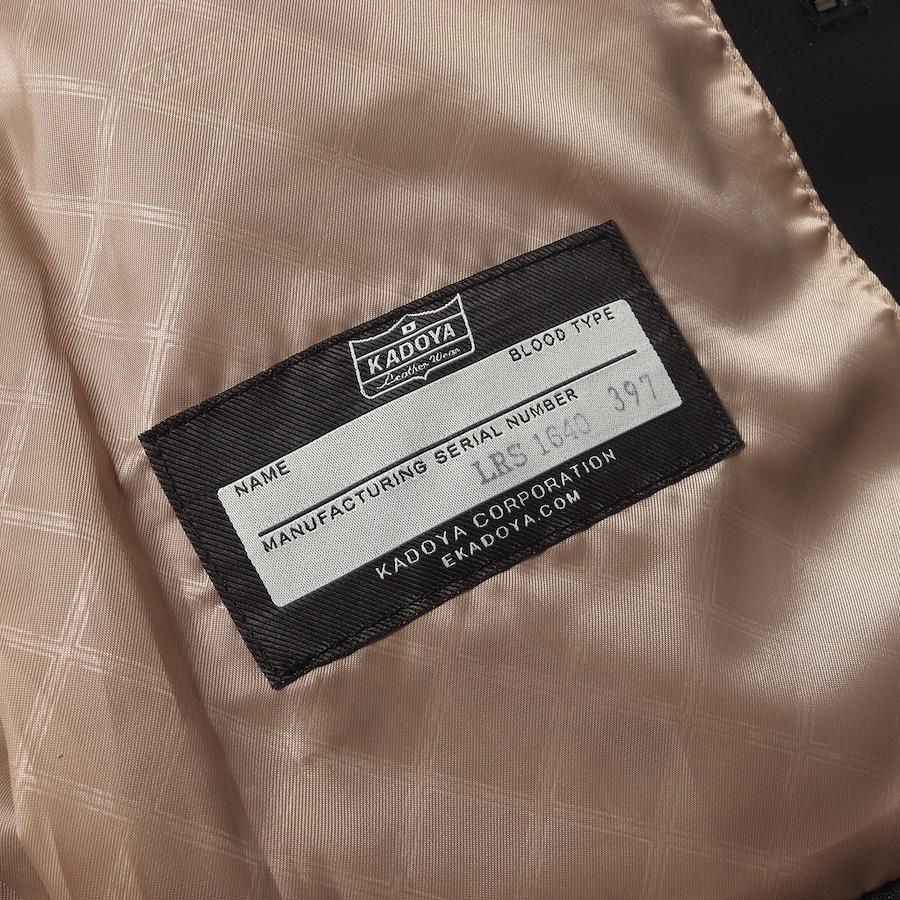 KADOYA
Leather Wear
NAME BLOOD TYPE
MANUFACTURING SERIAL NUMBER
LRS 1640 397
KADOYA CORPORATION
EKADOYA.COM